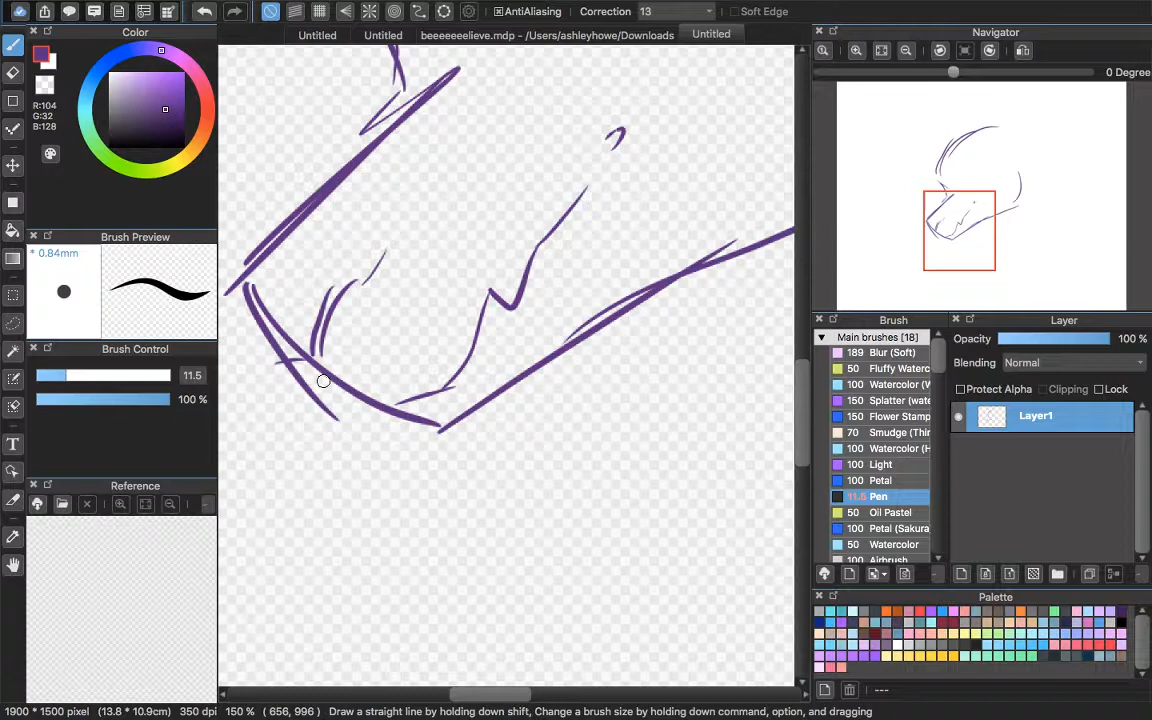 AntiAliasing
Correction
13
Soft Edge
Untitled
Untitled
beeeeeeelieve.mdp - /Users/ashleyhowe/Downloads
Untitled
Color
R:104
G:32
B:128
Brush Preview
* 0.84mm
Brush Control
11.5
100 %
Reference
Navigator
0 Degree
Brush
Main brushes [18]
189 Blur (Soft)
50 Fluffy Waterc
100 Watercolor (W
150 Splatter (wate
150 Flower Stamp
70 Smudge (Thir
100 Watercolor (H
100 Light
100 Petal
11.5 Pen
50 Oil Pastel
100 Petal (Sakura
50 Watercolor
100 Airbrush
Layer
Opacity
100 %
Blending
Normal
Protect Alpha
Clipping
Lock
Layer1
Palette
---
1900 * 1500 pixel (13.8 * 10.9cm) 350 dpi 150 % ( 656, 996 ) Draw a straight line by holding down shift, Change a brush size by holding down command, option, and dragging